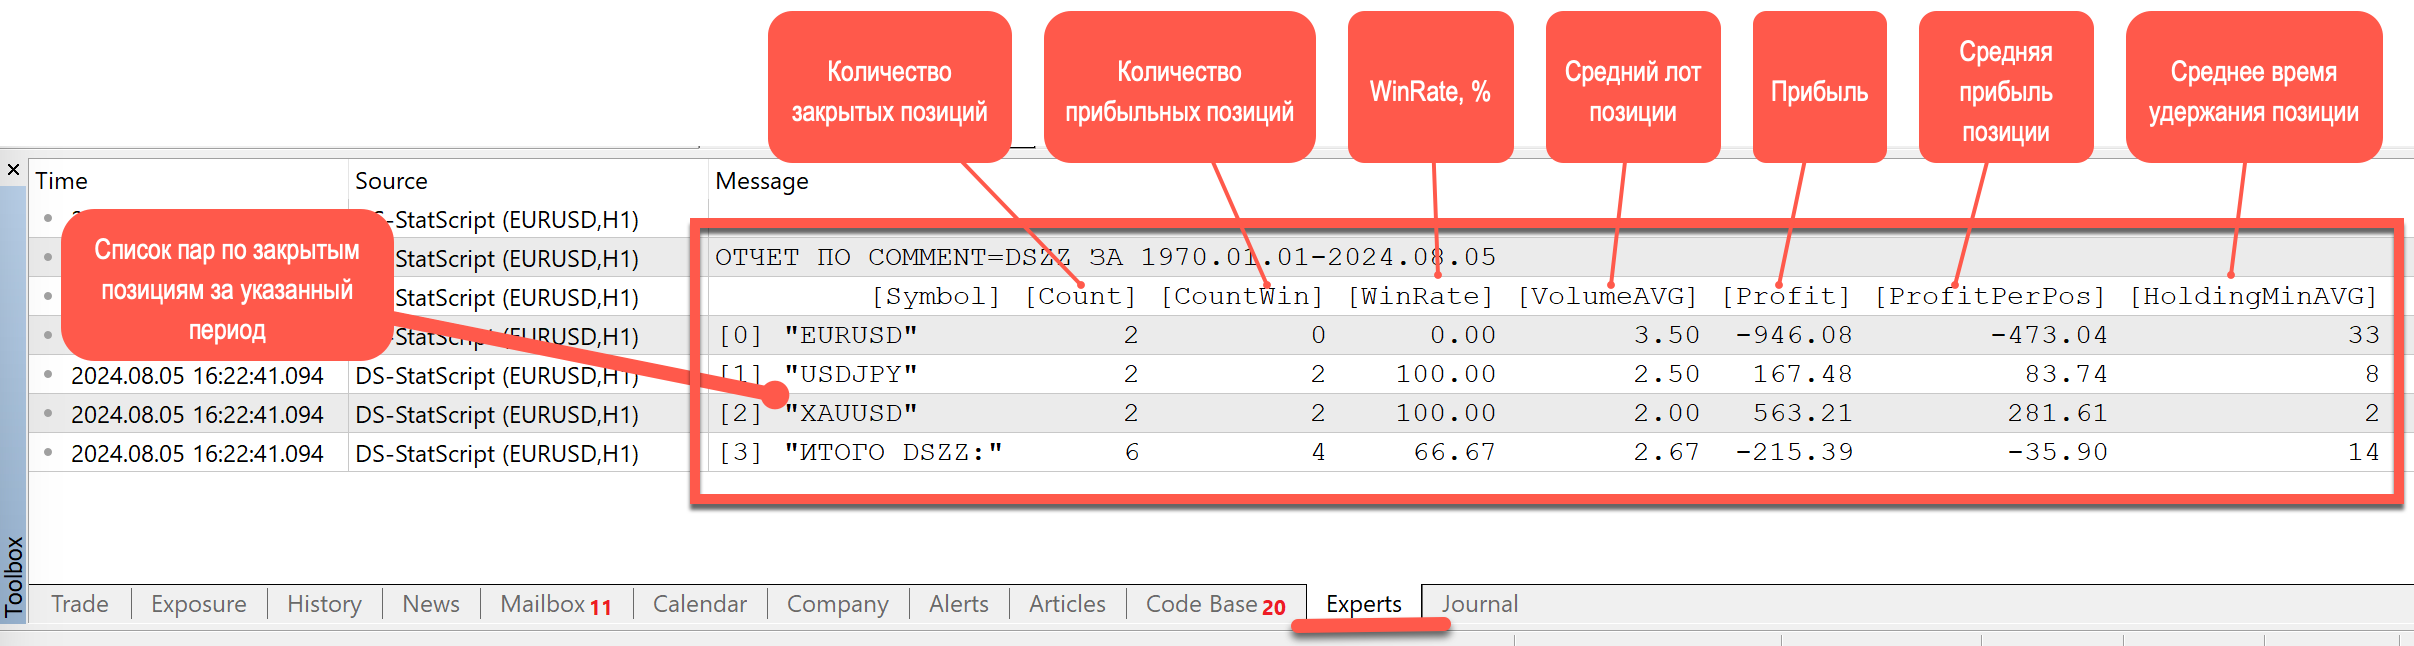 Количество
закрытых позиций
Количество
прибыльных позиций
WinRate, %
Средний лот
позиции
Прибыль
Средняя
прибыль
позиции
Среднее время
удержания позиции
Time Source Message
S-StatScript (EURUSD,H1)
Список пар по закрытым
позициям за указанный
период
-StatScript (EURUSD,H1) ОТЧЕТ ПО COMMENT=DSZZ ЗА 1970.01.01-2024.08.05
-StatScript (EURUSD,H1) [Symbol] [Count] [CountWin] [WinRate] [VolumeAVG] [Profit] [ProfitPerPos] [HoldingMinAVG]
-StatScript (EURUSD,H1) [0] "EURUSD" 2 0 0.00 3.50 -946.08 -473.04 33
2024.08.05 16:22:41.094 DS-StatScript (EURUSD,H1) [1] "USDJPY" 2 2 100.00 2.50 167.48 83.74 8
2024.08.05 16:22:41.094 DS-StatScript (EURUSD,H1) [2] "XAUUSD" 2 2 100.00 2.00 563.21 281.61 2
2024.08.05 16:22:41.094 DS-StatScript (EURUSD,H1) [3] "ИТОГО DSZZ:" 6 4 66.67 2.67 -215.39 -35.90 14
Toolbox
Trade Exposure History News Mailbox 11 Calendar Company Alerts Articles Code Base 20 Experts Journal